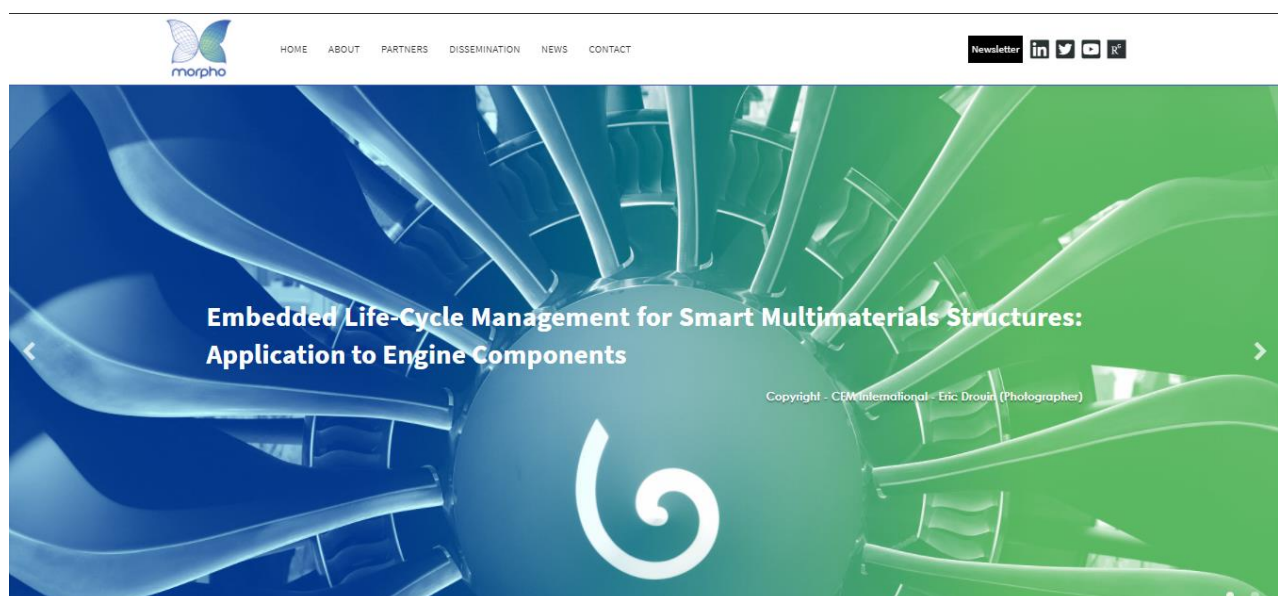 morpho
HOME ABOUT PARTNERS DISSEMINATION NEWS CONTACT
Newsletter
in
R^G
Embedded Life-Cycle Management for Smart Multimaterials Structures:
Application to Engine Components
Copyright - CFM International - Eric Drouin (Photographer)